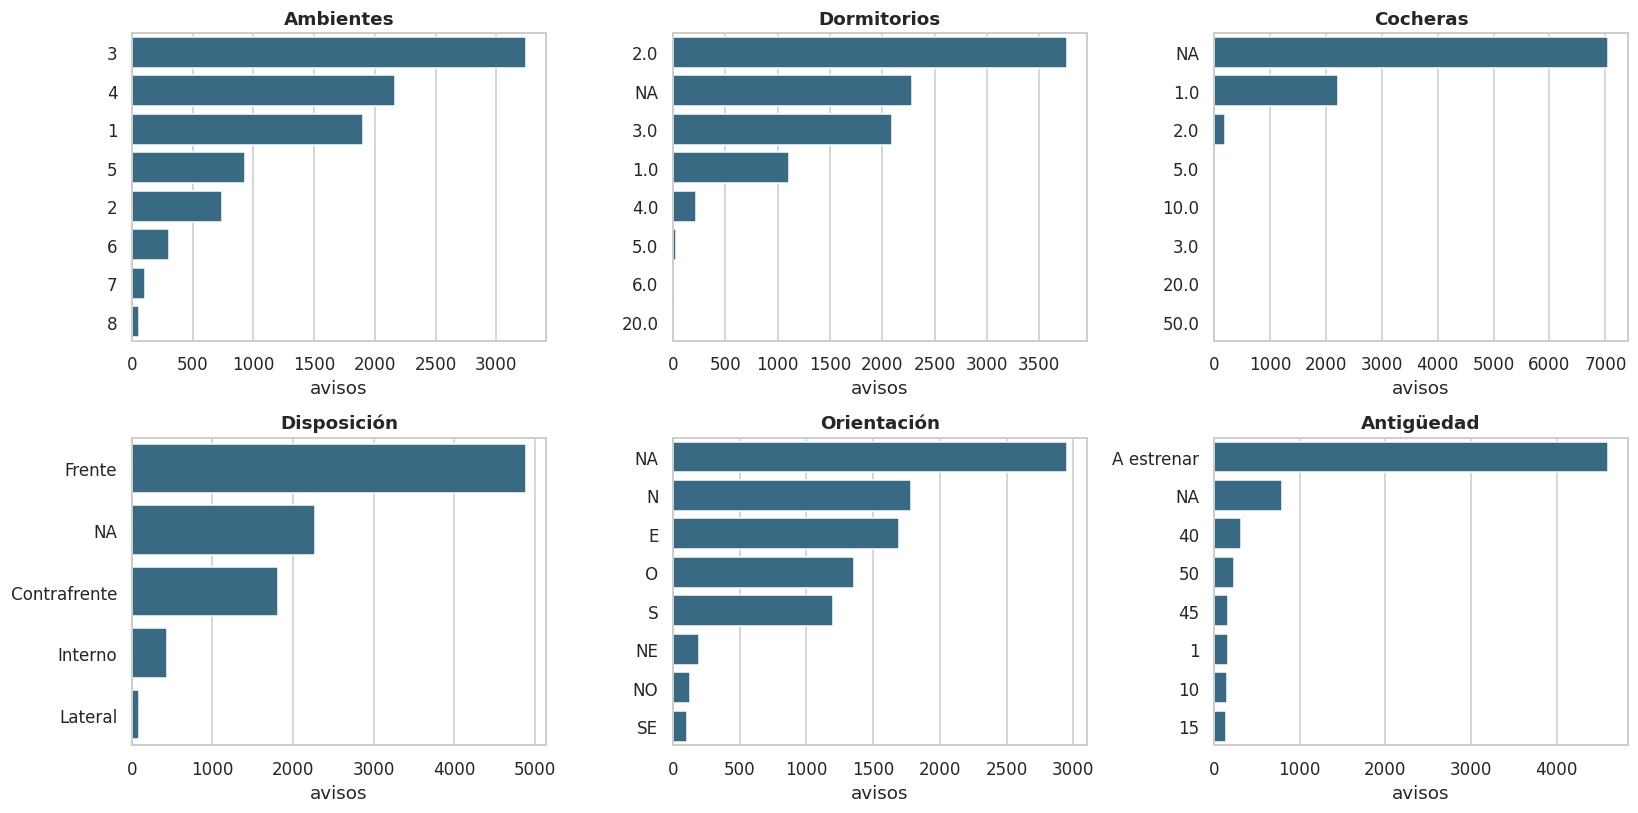 Ambientes
3
4
1
5
2
6
7
8
0 500 1000 1500 2000 2500 3000
avisos
Dormitorios
2.0
NA
3.0
1.0
4.0
5.0
6.0
20.0
0 500 1000 1500 2000 2500 3000 3500
avisos
Cocheras
NA
1.0
2.0
5.0
10.0
3.0
20.0
50.0
0 1000 2000 3000 4000 5000 6000 7000
avisos
Disposición
Frente
NA
Contrafrente
Interno
Lateral
0 1000 2000 3000 4000 5000
avisos
Orientación
NA
N
E
O
S
NE
NO
SE
0 500 1000 1500 2000 2500 3000
avisos
Antigüedad
A estrenar
NA
40
50
45
1
10
15
0 1000 2000 3000 4000
avisos